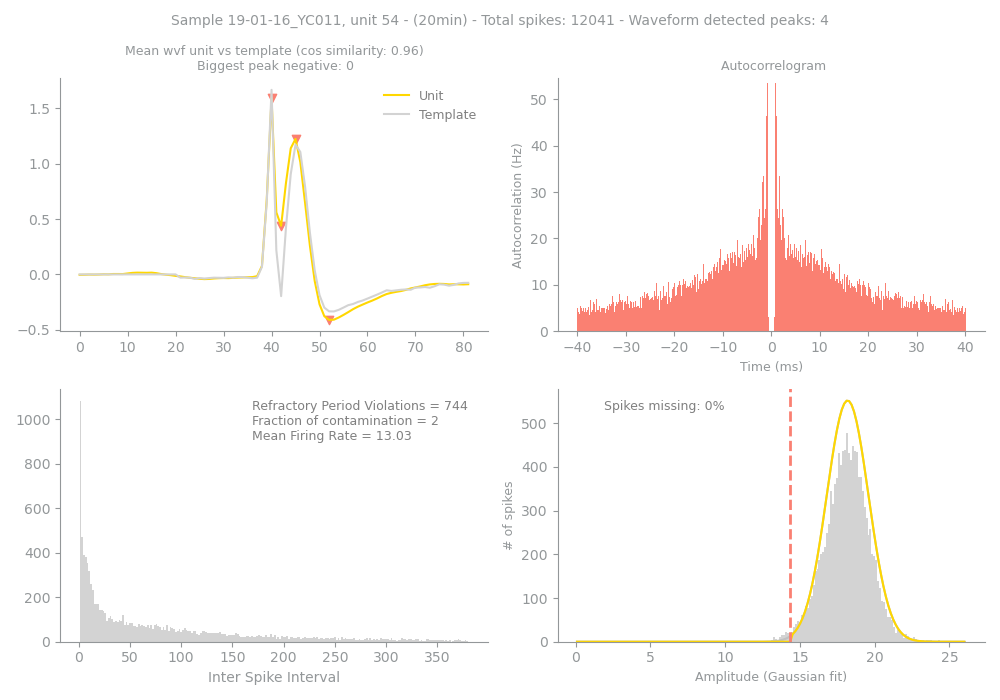 Sample 19-01-16_YC011, unit 54 - (20min) - Total spikes: 12041 - Waveform detected peaks: 4
Mean wvf unit vs template (cos similarity: 0.96)
Biggest peak negative: 0
Unit
Template
1.5
1.0
0.5
0.0
−0.5
0 10 20 30 40 50 60 70 80
Autocorrelogram
Autocorrelation (Hz)
50
40
30
20
10
0
−40 −30 −20 −10 0 10 20 30 40
Time (ms)
Refractory Period Violations = 744
Fraction of contamination = 2
Mean Firing Rate = 13.03
1000
800
600
400
200
0
0 50 100 150 200 250 300 350
Inter Spike Interval
Spikes missing: 0%
# of spikes
500
400
300
200
100
0
0 5 10 15 20 25
Amplitude (Gaussian fit)